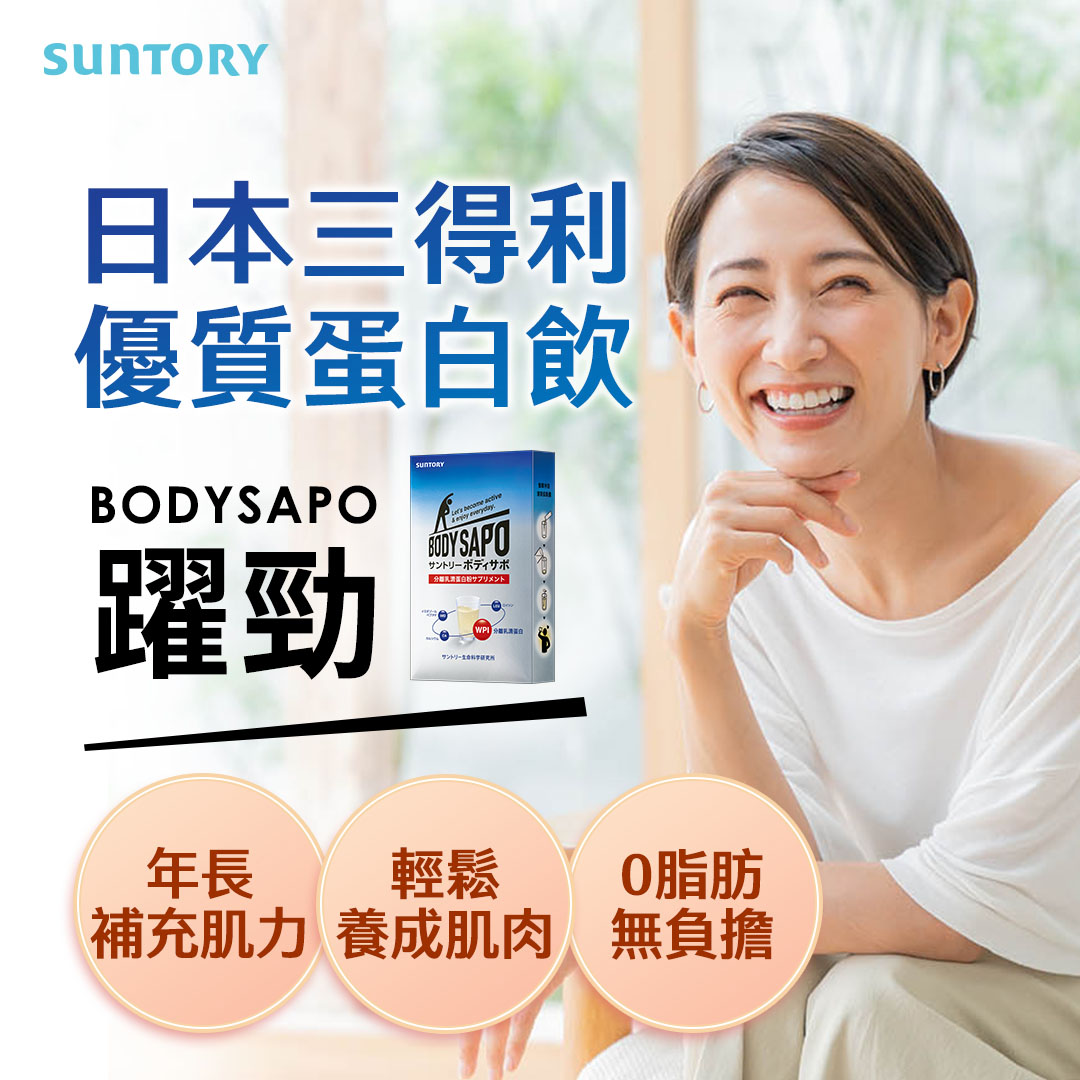 SUNTORY
日本三得利
優質蛋白飲
BODYSAPO
躍勁
SUNTORY
Let's become active
& enjoy everyday.
BODY SAPO
サントリーボディサポ
分離乳清蛋白粉サプリメント
WPI
分離乳清蛋白
サントリー生命科学研究所
年長
補充肌力
輕鬆
養成肌肉
0脂肪
無負擔